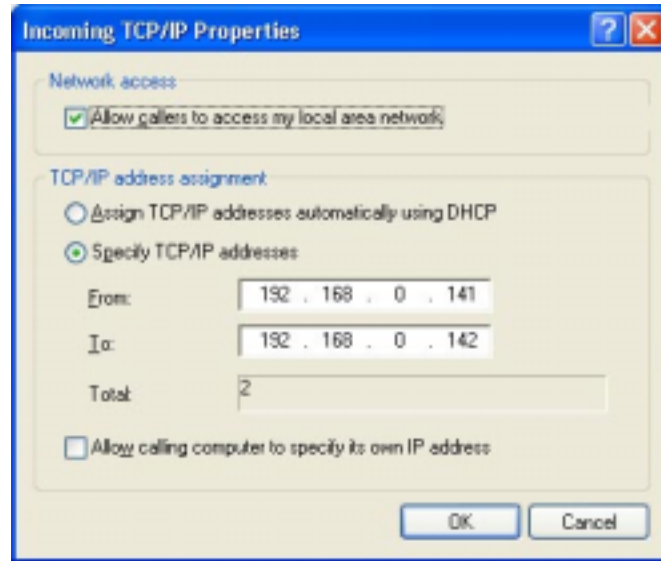 Incoming TCP/IP Properties
Network access
Allow callers to access my local area network
TCP/IP address assignment
Assign TCP/IP addresses automatically using DHCP
Specify TCP/IP addresses
From: 192 . 168 . 0 . 141
To: 192 . 168 . 0 . 142
Total: 2
Allow calling computer to specify its own IP address
OK Cancel